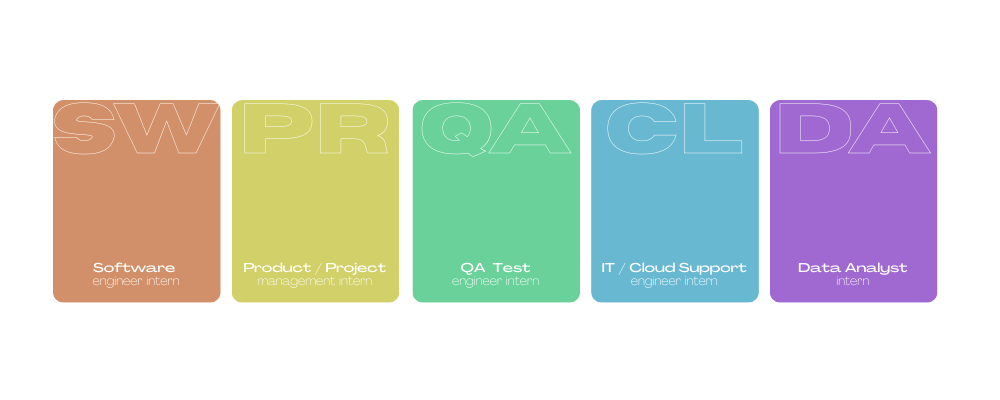 SW
Software
engineer intern
PR
Product / Project
management intern
QA
QA Test
engineer intern
CL
IT / Cloud Support
engineer intern
DA
Data Analyst
intern